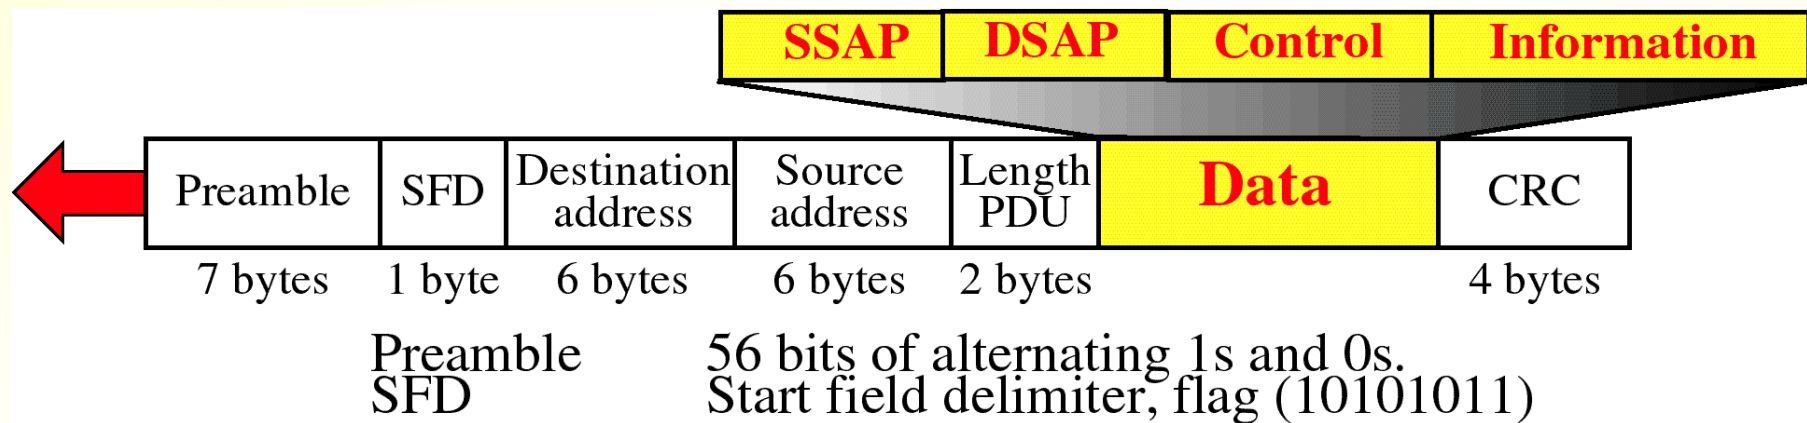 SSAP DSAP Control Information
Preamble SFD Destination address Source address Length PDU Data CRC
7 bytes 1 byte 6 bytes 6 bytes 2 bytes 4 bytes
Preamble 56 bits of alternating 1s and 0s.
SFD Start field delimiter, flag (10101011)